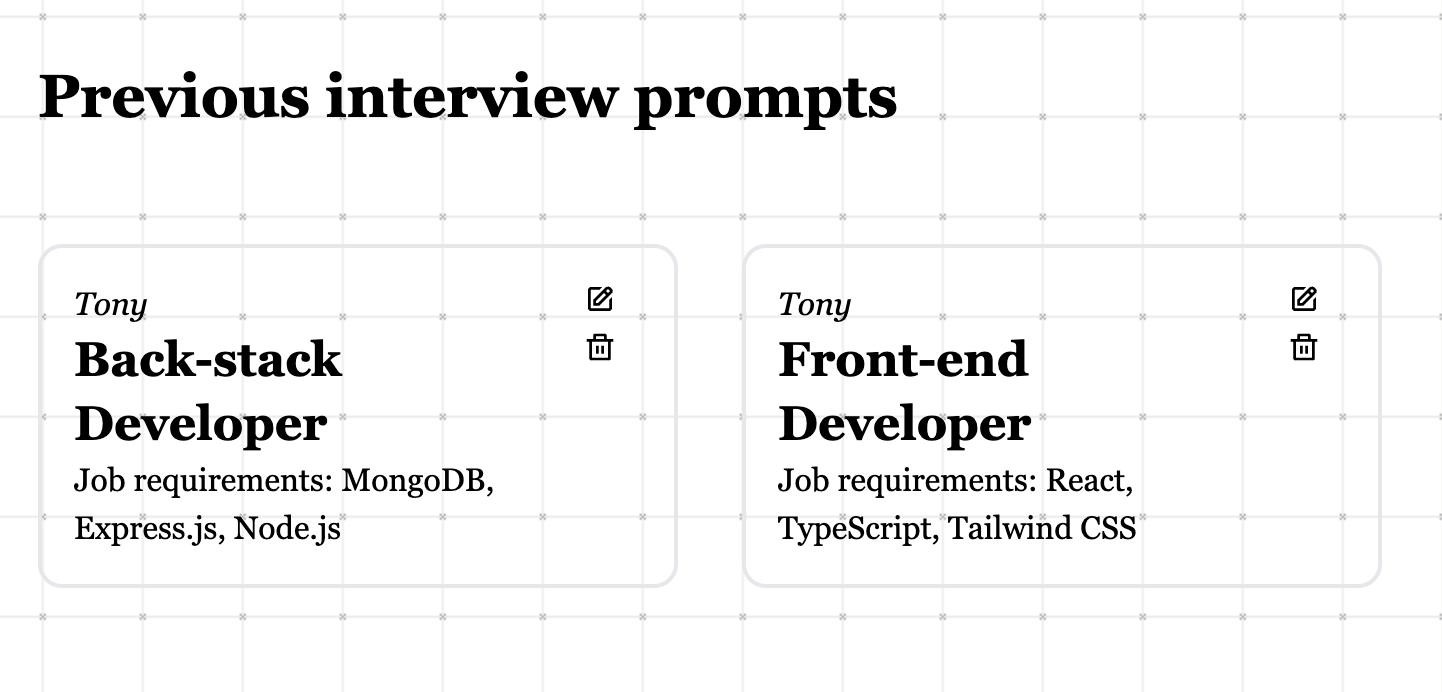 Previous interview prompts
Tony
Back-stack
Developer
Job requirements: MongoDB,
Express.js, Node.js
Tony
Front-end
Developer
Job requirements: React,
TypeScript, Tailwind CSS